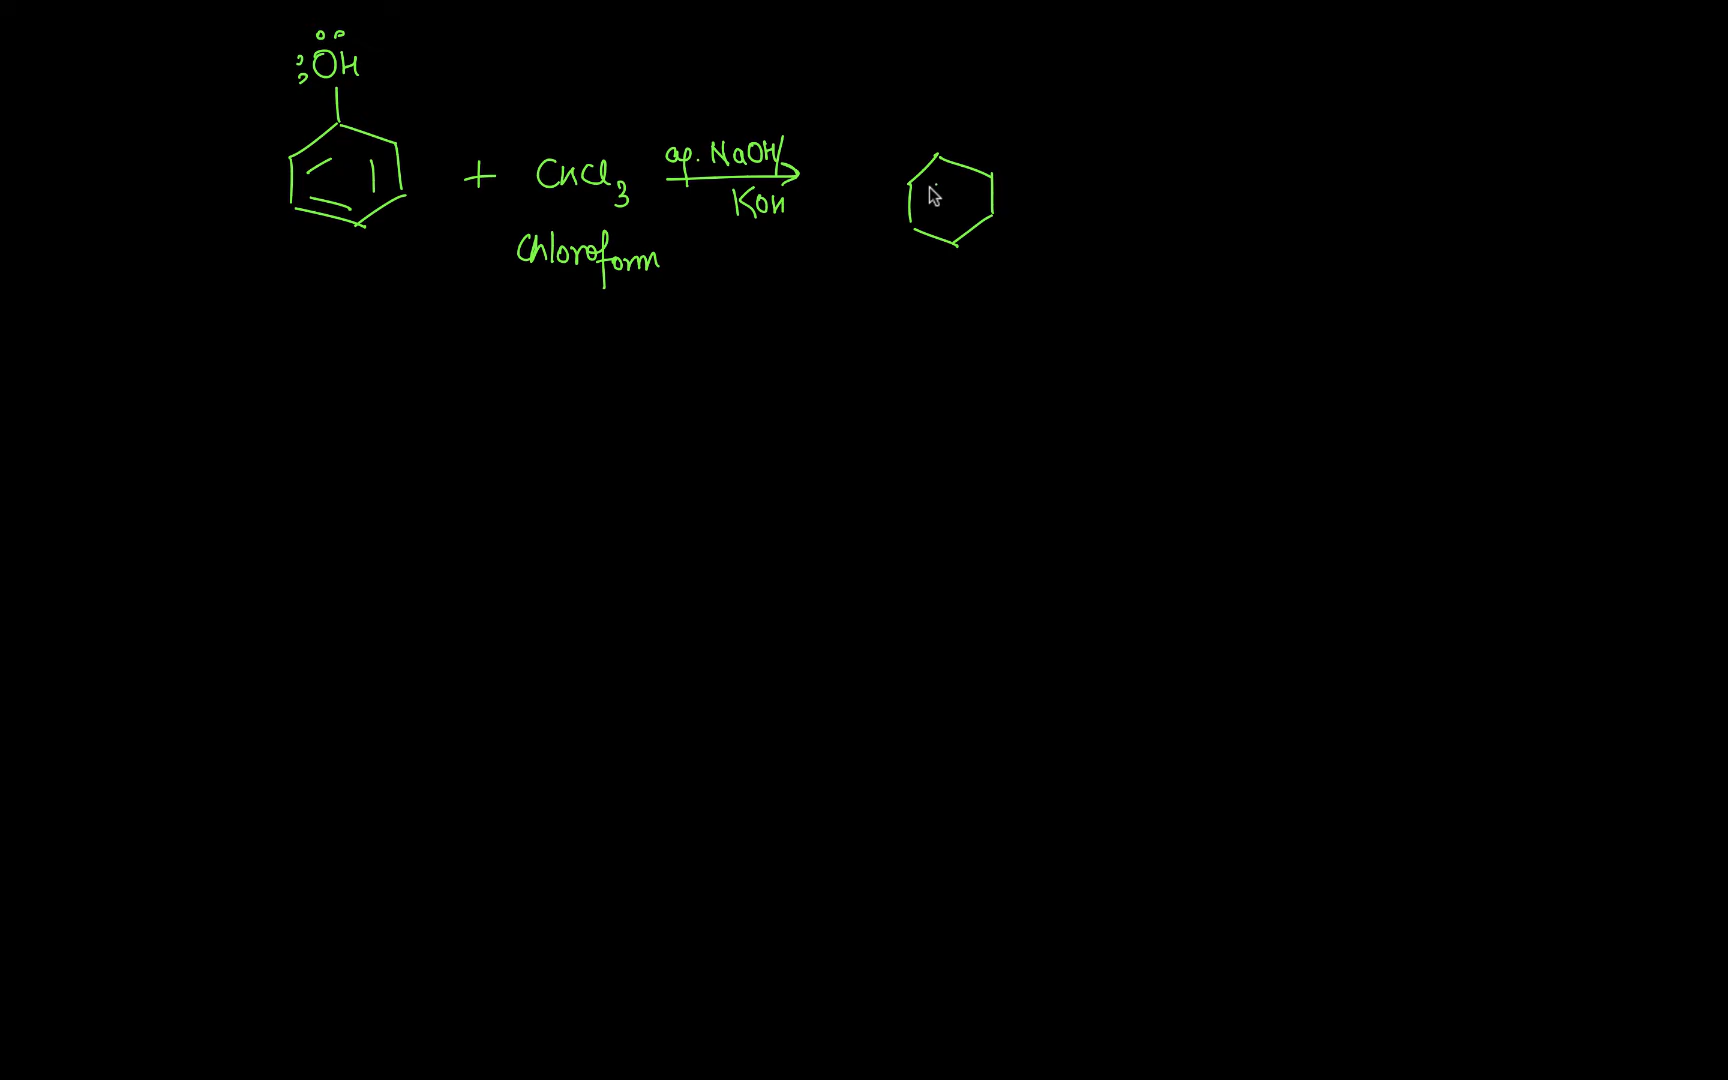 :ÖH
+ CHCl₃ aq. NaOH/
KOH
Chloroform